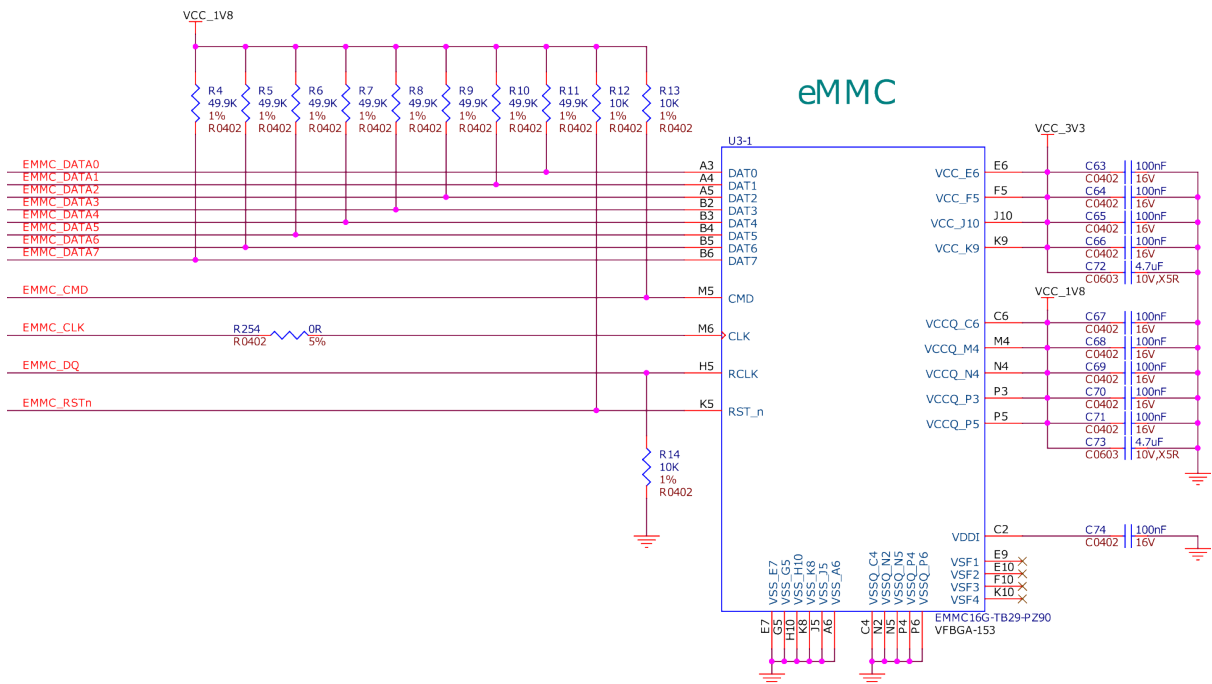 VCC_1V8
R4
49.9K
1%
R0402
R5
49.9K
1%
R0402
R6
49.9K
1%
R0402
R7
49.9K
1%
R0402
R8
49.9K
1%
R0402
R9
49.9K
1%
R0402
R10
49.9K
1%
R0402
R11
49.9K
1%
R0402
R12
10K
1%
R0402
R13
10K
1%
R0402
eMMC
U3-1
EMMC_DATA0
EMMC_DATA1
EMMC_DATA2
EMMC_DATA3
EMMC_DATA4
EMMC_DATA5
EMMC_DATA6
EMMC_DATA7
EMMC_CMD
EMMC_CLK
R254
R0402
0R
5%
EMMC_DQ
EMMC_RSTn
R14
10K
1%
R0402
A3 DAT0
A4 DAT1
A5 DAT2
B2 DAT3
B3 DAT4
B4 DAT5
B5 DAT6
B6 DAT7
M5 CMD
M6 CLK
H5 RCLK
K5 RST_n
VCC_E6 E6
VCC_F5 F5
VCC_J10 J10
VCC_K9 K9
VCCQ_C6 C6
VCCQ_M4 M4
VCCQ_N4 N4
VCCQ_P3 P3
VCCQ_P5 P5
VDDI C2
VSF1 E9
VSF2 E10
VSF3 F10
VSF4 K10
VCC_3V3
C63 100nF
C0402 16V
C64 100nF
C0402 16V
C65 100nF
C0402 16V
C66 100nF
C0402 16V
C72 4.7uF
C0603 10V,X5R
VCC_1V8
C67 100nF
C0402 16V
C68 100nF
C0402 16V
C69 100nF
C0402 16V
C70 100nF
C0402 16V
C71 100nF
C0402 16V
C73 4.7uF
C0603 10V,X5R
C74 100nF
C0402 16V
VSS_E7
VSS_G5
VSS_H10
VSS_K8
VSS_J5
VSS_A6
VSSQ_C4
VSSQ_N2
VSSQ_N5
VSSQ_P4
VSSQ_P6
E7
G5
H10
K8
J5
A6
C4
N2
N5
P4
P6
EMMC16G-TB29-PZ90
VFBGA-153